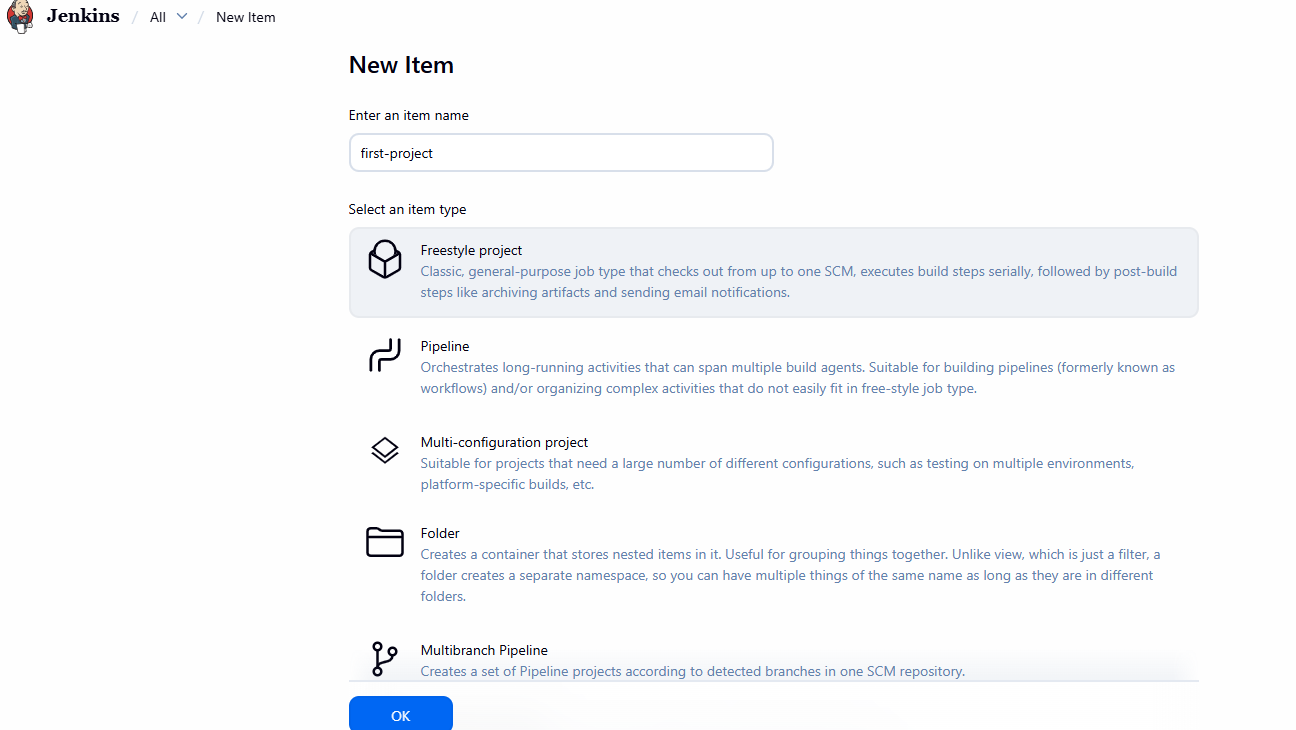 Jenkins / All / New Item
New Item
Enter an item name
first-project
Select an item type
Freestyle project
Classic, general-purpose job type that checks out from up to one SCM, executes build steps serially, followed by post-build
steps like archiving artifacts and sending email notifications.
Pipeline
Orchestrates long-running activities that can span multiple build agents. Suitable for building pipelines (formerly known as
workflows) and/or organizing complex activities that do not easily fit in free-style job type.
Multi-configuration project
Suitable for projects that need a large number of different configurations, such as testing on multiple environments,
platform-specific builds, etc.
Folder
Creates a container that stores nested items in it. Useful for grouping things together. Unlike view, which is just a filter, a
folder creates a separate namespace, so you can have multiple things of the same name as long as they are in different
folders.
Multibranch Pipeline
Creates a set of Pipeline projects according to detected branches in one SCM repository.
OK